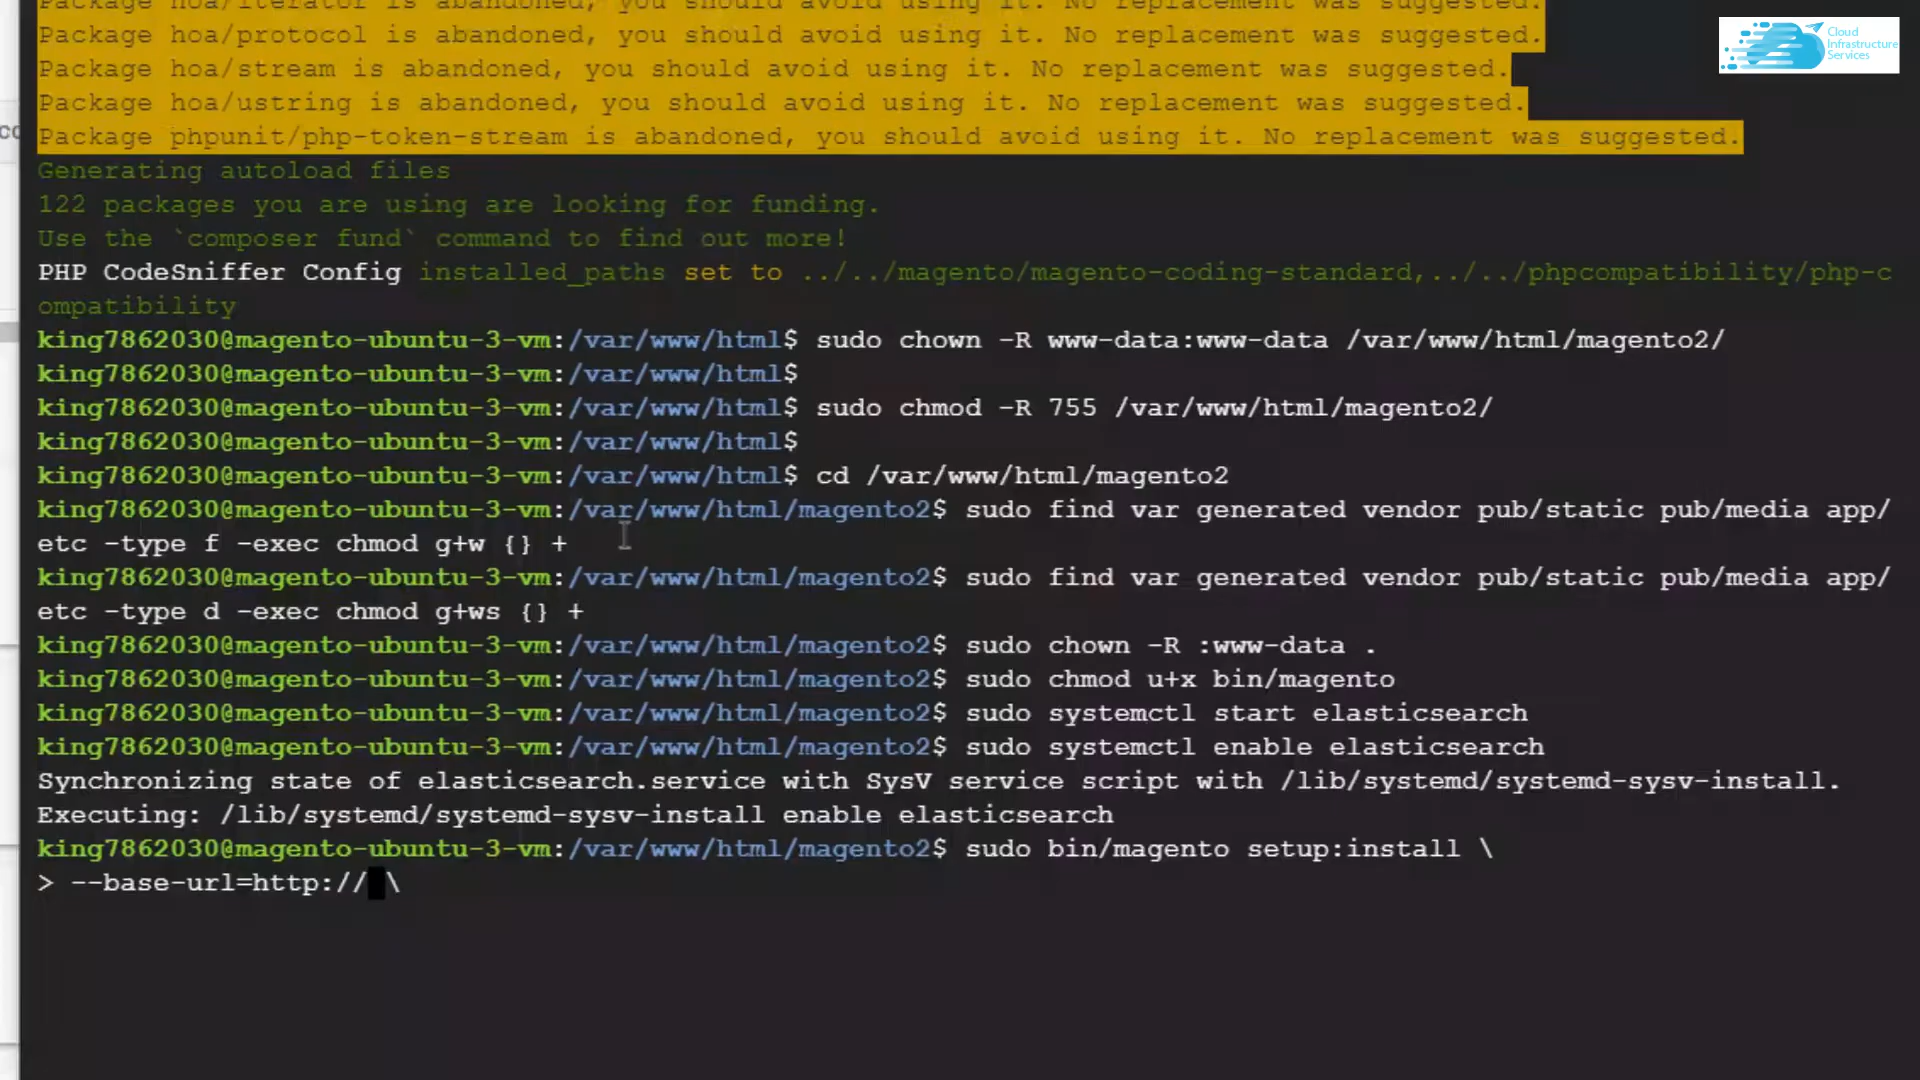 Package hoa/iterator is abandoned, you should avoid using it. No replacement was suggested.
Package hoa/protocol is abandoned, you should avoid using it. No replacement was suggested.
Package hoa/stream is abandoned, you should avoid using it. No replacement was suggested.
Package hoa/ustring is abandoned, you should avoid using it. No replacement was suggested.
Package phpunit/php-token-stream is abandoned, you should avoid using it. No replacement was suggested.
Generating autoload files
122 packages you are using are looking for funding.
Use the `composer fund` command to find out more!
PHP CodeSniffer Config installed_paths set to ../../magento/magento-coding-standard,../../phpcompatibility/php-c
ompatibility
king7862030@magento-ubuntu-3-vm:/var/www/html$ sudo chown -R www-data:www-data /var/www/html/magento2/
king7862030@magento-ubuntu-3-vm:/var/www/html$
king7862030@magento-ubuntu-3-vm:/var/www/html$ sudo chmod -R 755 /var/www/html/magento2/
king7862030@magento-ubuntu-3-vm:/var/www/html$
king7862030@magento-ubuntu-3-vm:/var/www/html$ cd /var/www/html/magento2
king7862030@magento-ubuntu-3-vm:/var/www/html/magento2$ sudo find var generated vendor pub/static pub/media app/
etc -type f -exec chmod g+w {} +
king7862030@magento-ubuntu-3-vm:/var/www/html/magento2$ sudo find var generated vendor pub/static pub/media app/
etc -type d -exec chmod g+ws {} +
king7862030@magento-ubuntu-3-vm:/var/www/html/magento2$ sudo chown -R :www-data .
king7862030@magento-ubuntu-3-vm:/var/www/html/magento2$ sudo chmod u+x bin/magento
king7862030@magento-ubuntu-3-vm:/var/www/html/magento2$ sudo systemctl start elasticsearch
king7862030@magento-ubuntu-3-vm:/var/www/html/magento2$ sudo systemctl enable elasticsearch
Synchronizing state of elasticsearch.service with SysV service script with /lib/systemd/systemd-sysv-install.
Executing: /lib/systemd/systemd-sysv-install enable elasticsearch
king7862030@magento-ubuntu-3-vm:/var/www/html/magento2$ sudo bin/magento setup:install \
> --base-url=http:// \
Cloud
Infrastructure
Services